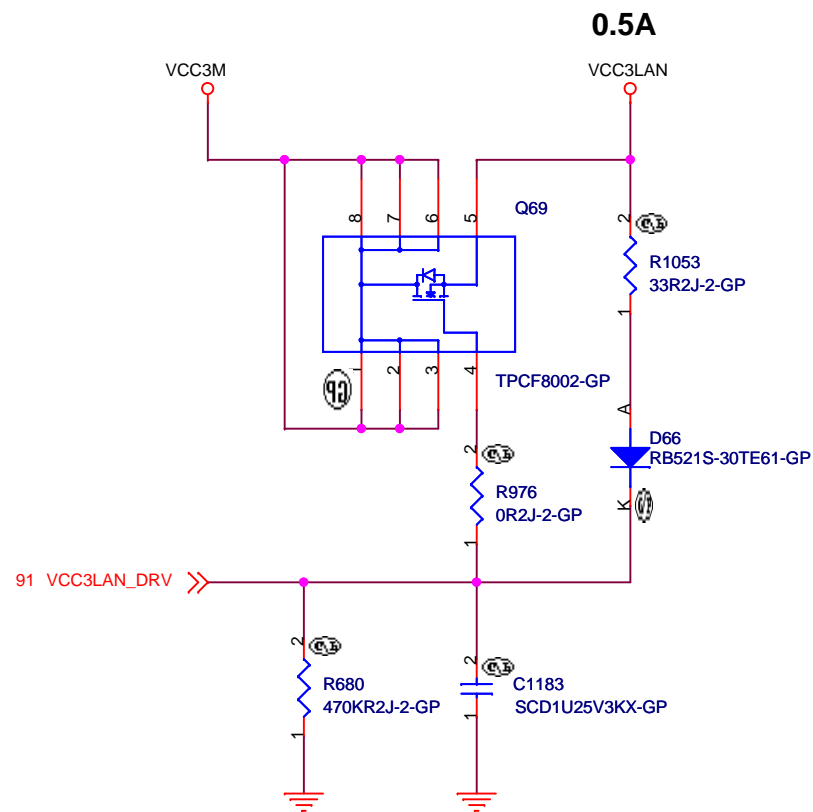 0.5A
VCC3M
VCC3LAN
8
7
6
5
Q69
2
R1053
33R2J-2-GP
1
1
2
3
4
TPCF8002-GP
GP
A
D66
RB521S-30TE61-GP
K
2
R976
0R2J-2-GP
1
91 VCC3LAN_DRV
2
R680
470KR2J-2-GP
1
2
C1183
SCD1U25V3KX-GP
1